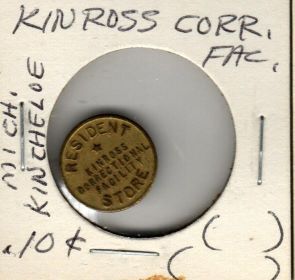 KINROSS CORR.
FAC.
MICH.
KINCHELOE
RESIDENT
KINROSS
CORRECTIONAL
FACILITY
STORE
.10¢
( )
( )